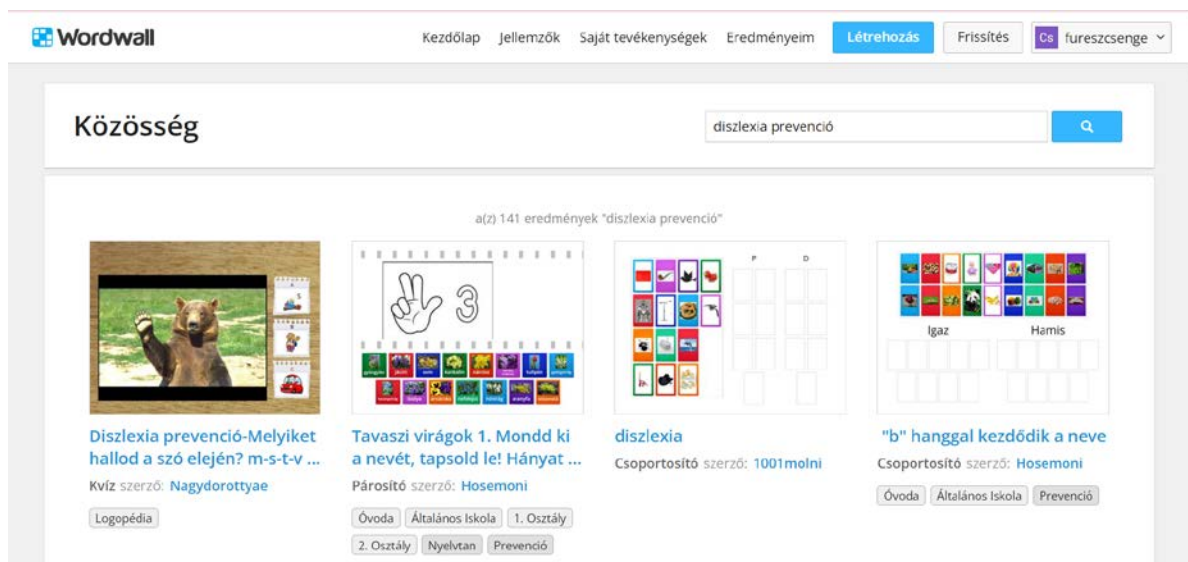 Wordwall
Kezdőlap Jellemzők Saját tevékenységek Eredményeim Létrehozás Frissítés Cs fureszcsenge
Közösség
diszlexia prevenció
a(z) 141 eredmények "diszlexia prevenció"
3
P D
Igaz Hamis
Diszlexia prevenció-Melyiket
hallod a szó elején? m-s-t-v ...
Kvíz szerző: Nagydorottyae
Logopédia
Tavaszi virágok 1. Mondd ki
a nevét, tapsold le! Hányat ...
Párosító szerző: Hosemoni
Óvoda Általános Iskola 1. Osztály
2. Osztály Nyelvtan Prevenció
diszlexia
Csoportosító szerző: 1001molni
"b" hanggal kezdődik a neve
Csoportosító szerző: Hosemoni
Óvoda Általános Iskola Prevenció